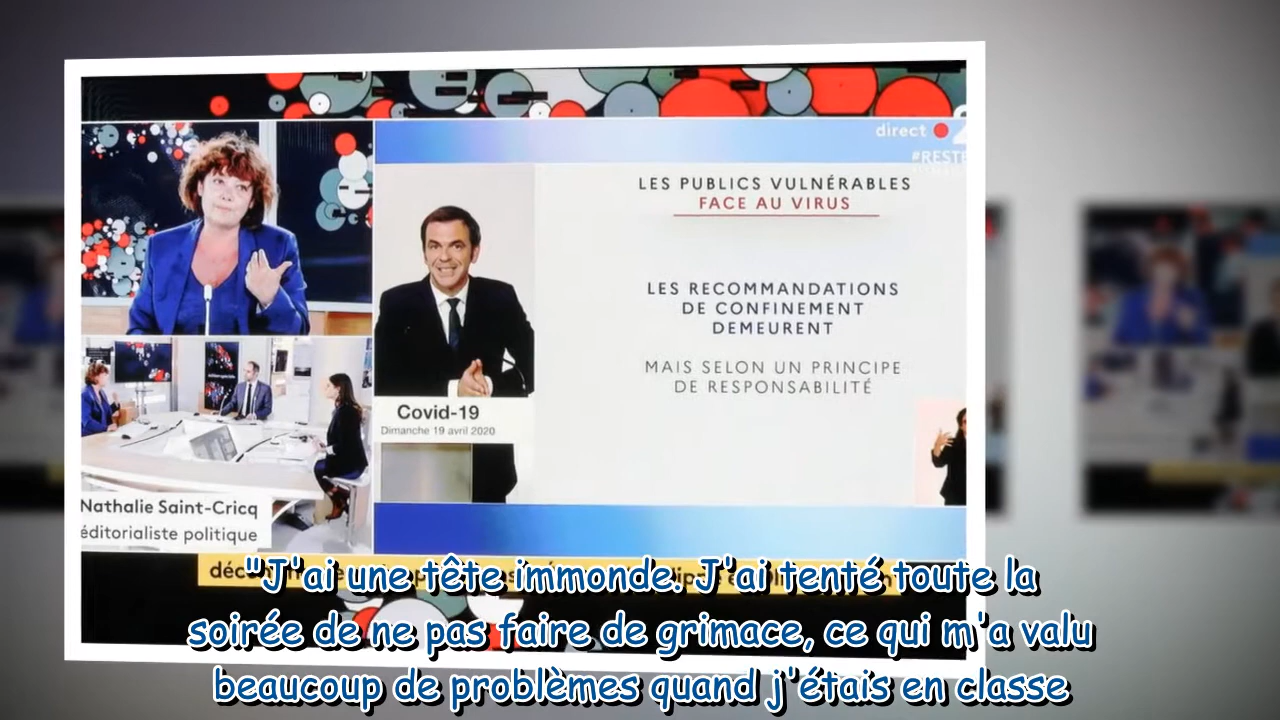 direct
#RESTE
LES PUBLICS VULNÉRABLES
FACE AU VIRUS
LES RECOMMANDATIONS
DE CONFINEMENT
DEMEURENT
MAIS SELON UN PRINCIPE
DE RESPONSABILITÉ
Covid-19
Dimanche 19 avril 2020
Nathalie Saint-Cricq
éditorialiste politique
"J'ai une tête immonde. J'ai tenté toute la
soirée de ne pas faire de grimace, ce qui m'a valu
beaucoup de problèmes quand j'étais en classe